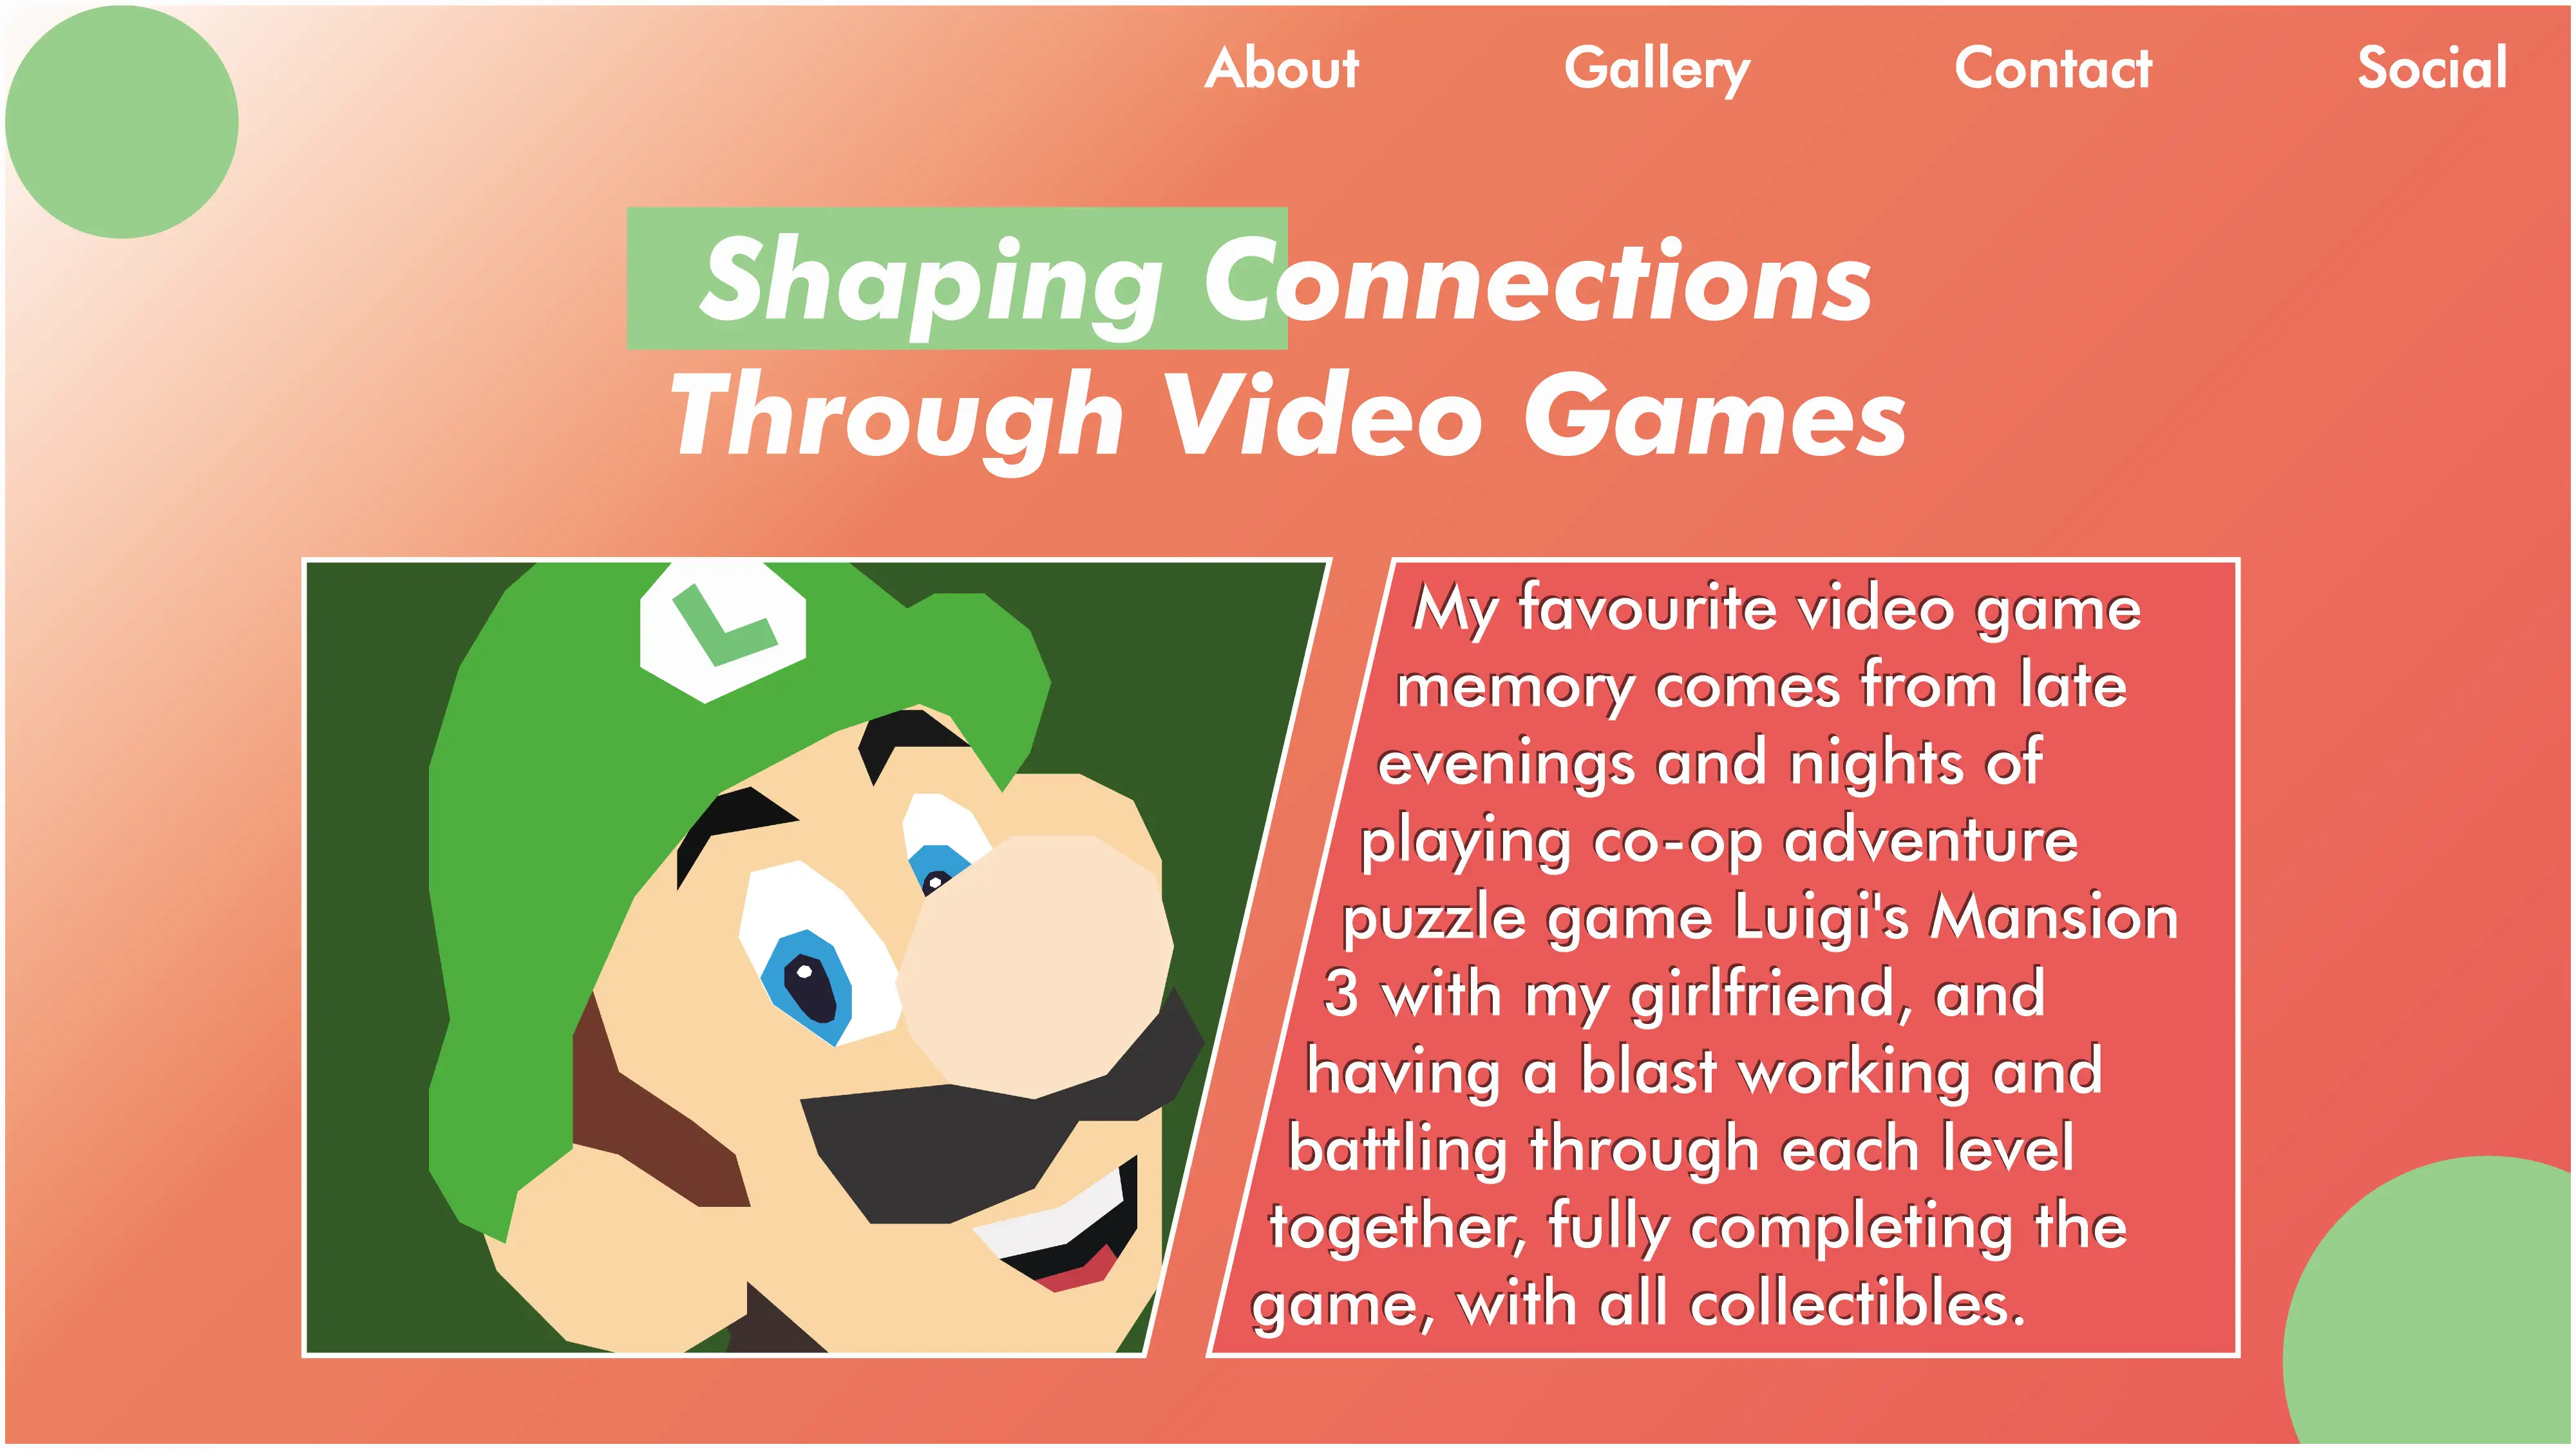 About Gallery Contact Social
Shaping Connections
Through Video Games
L
My favourite video game
memory comes from late
evenings and nights of
playing co-op adventure
puzzle game Luigi's Mansion
3 with my girlfriend, and
having a blast working and
battling through each level
together, fully completing the
game, with all collectibles.